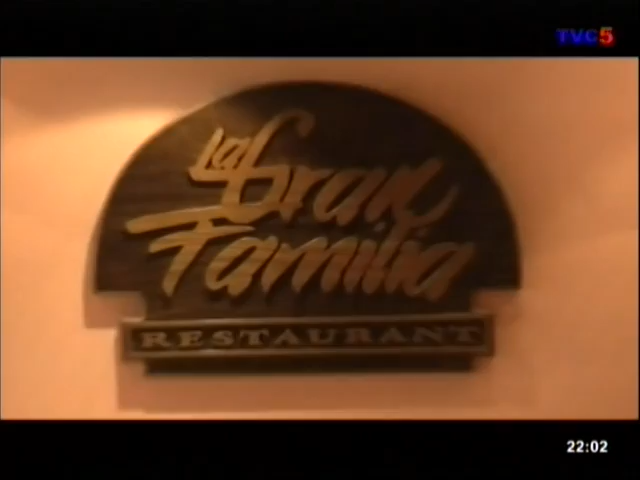 TVC5
La Gran
Familia
RESTAURANT
22:02